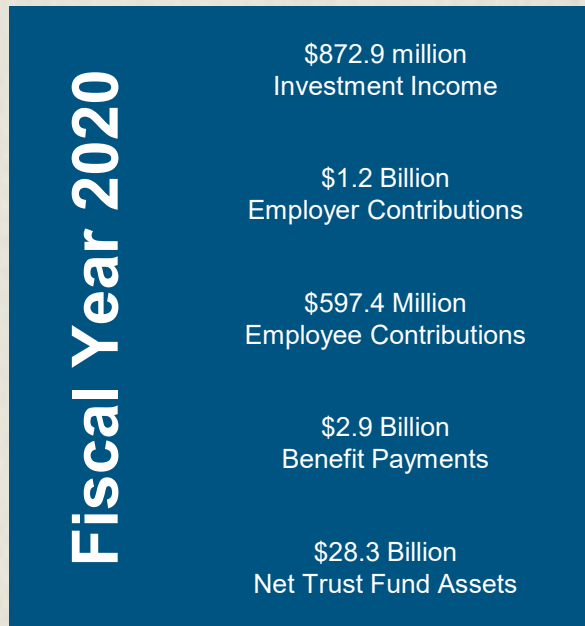 Fiscal Year 2020
$872.9 million
Investment Income
$1.2 Billion
Employer Contributions
$597.4 Million
Employee Contributions
$2.9 Billion
Benefit Payments
$28.3 Billion
Net Trust Fund Assets